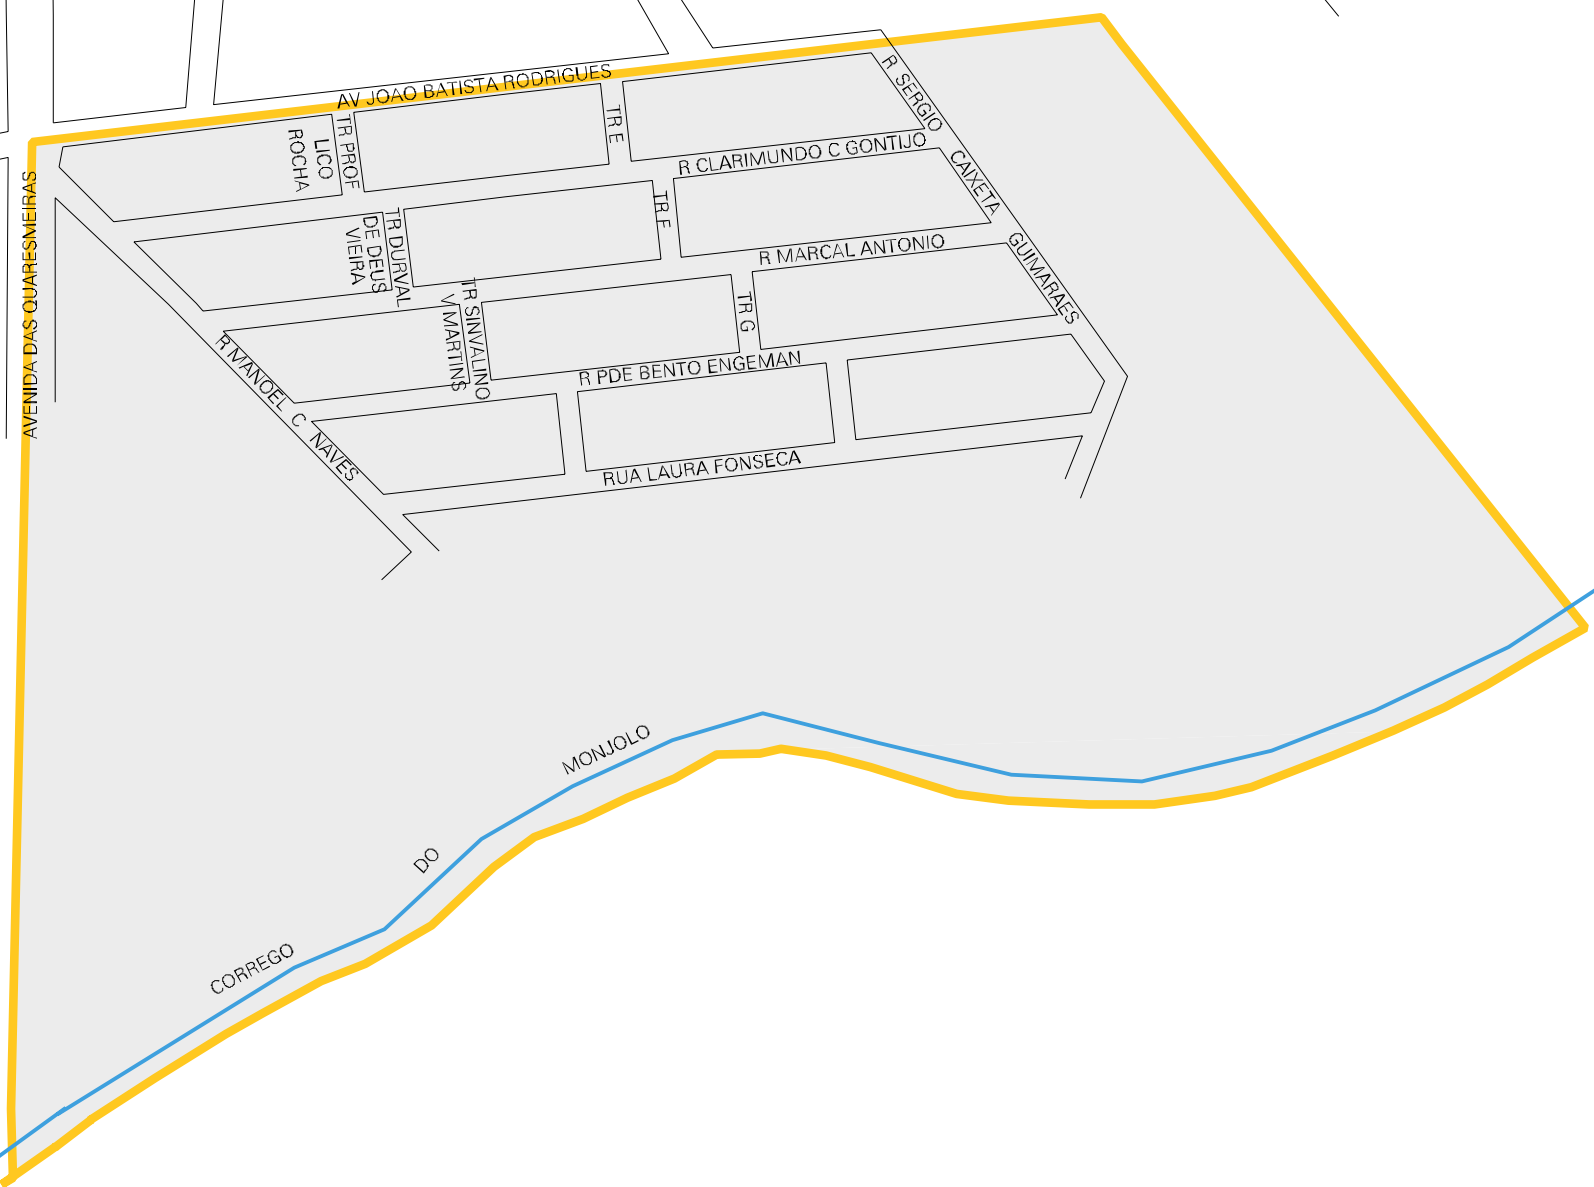 AV JOAO BATISTA RODRIGUES
R SERGIO CAIXETA GUIMARAES
TR PROF
LICO
ROCHA
TR E
R CLARIMUNDO C GONTIJO
AVENIDA DAS QUARESMEIRAS
TR DURVAL
DE DEUS
VIEIRA
TR F
R MARCAL ANTONIO
TR SINVALINO
V MARTINS
TR G
R MANOEL C NAVES
R PDE BENTO ENGEMAN
RUA LAURA FONSECA
CORREGO DO MONJOLO